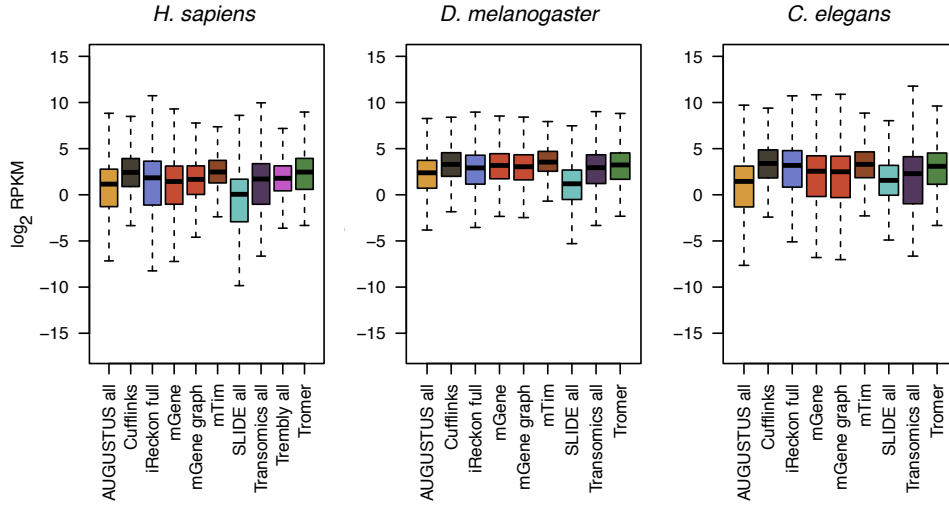 H. sapiens
D. melanogaster
C. elegans
log2 RPKM
15
10
5
0
−5
−10
−15
AUGUSTUS all
Cufflinks
iReckon full
mGene
mGene graph
mTim
SLIDE all
Transomics all
Trembly all
Tromer
15
10
5
0
−5
−10
−15
AUGUSTUS all
Cufflinks
iReckon full
mGene
mGene graph
mTim
SLIDE all
Transomics all
Tromer
15
10
5
0
−5
−10
−15
AUGUSTUS all
Cufflinks
iReckon full
mGene
mGene graph
mTim
SLIDE all
Transomics all
Tromer